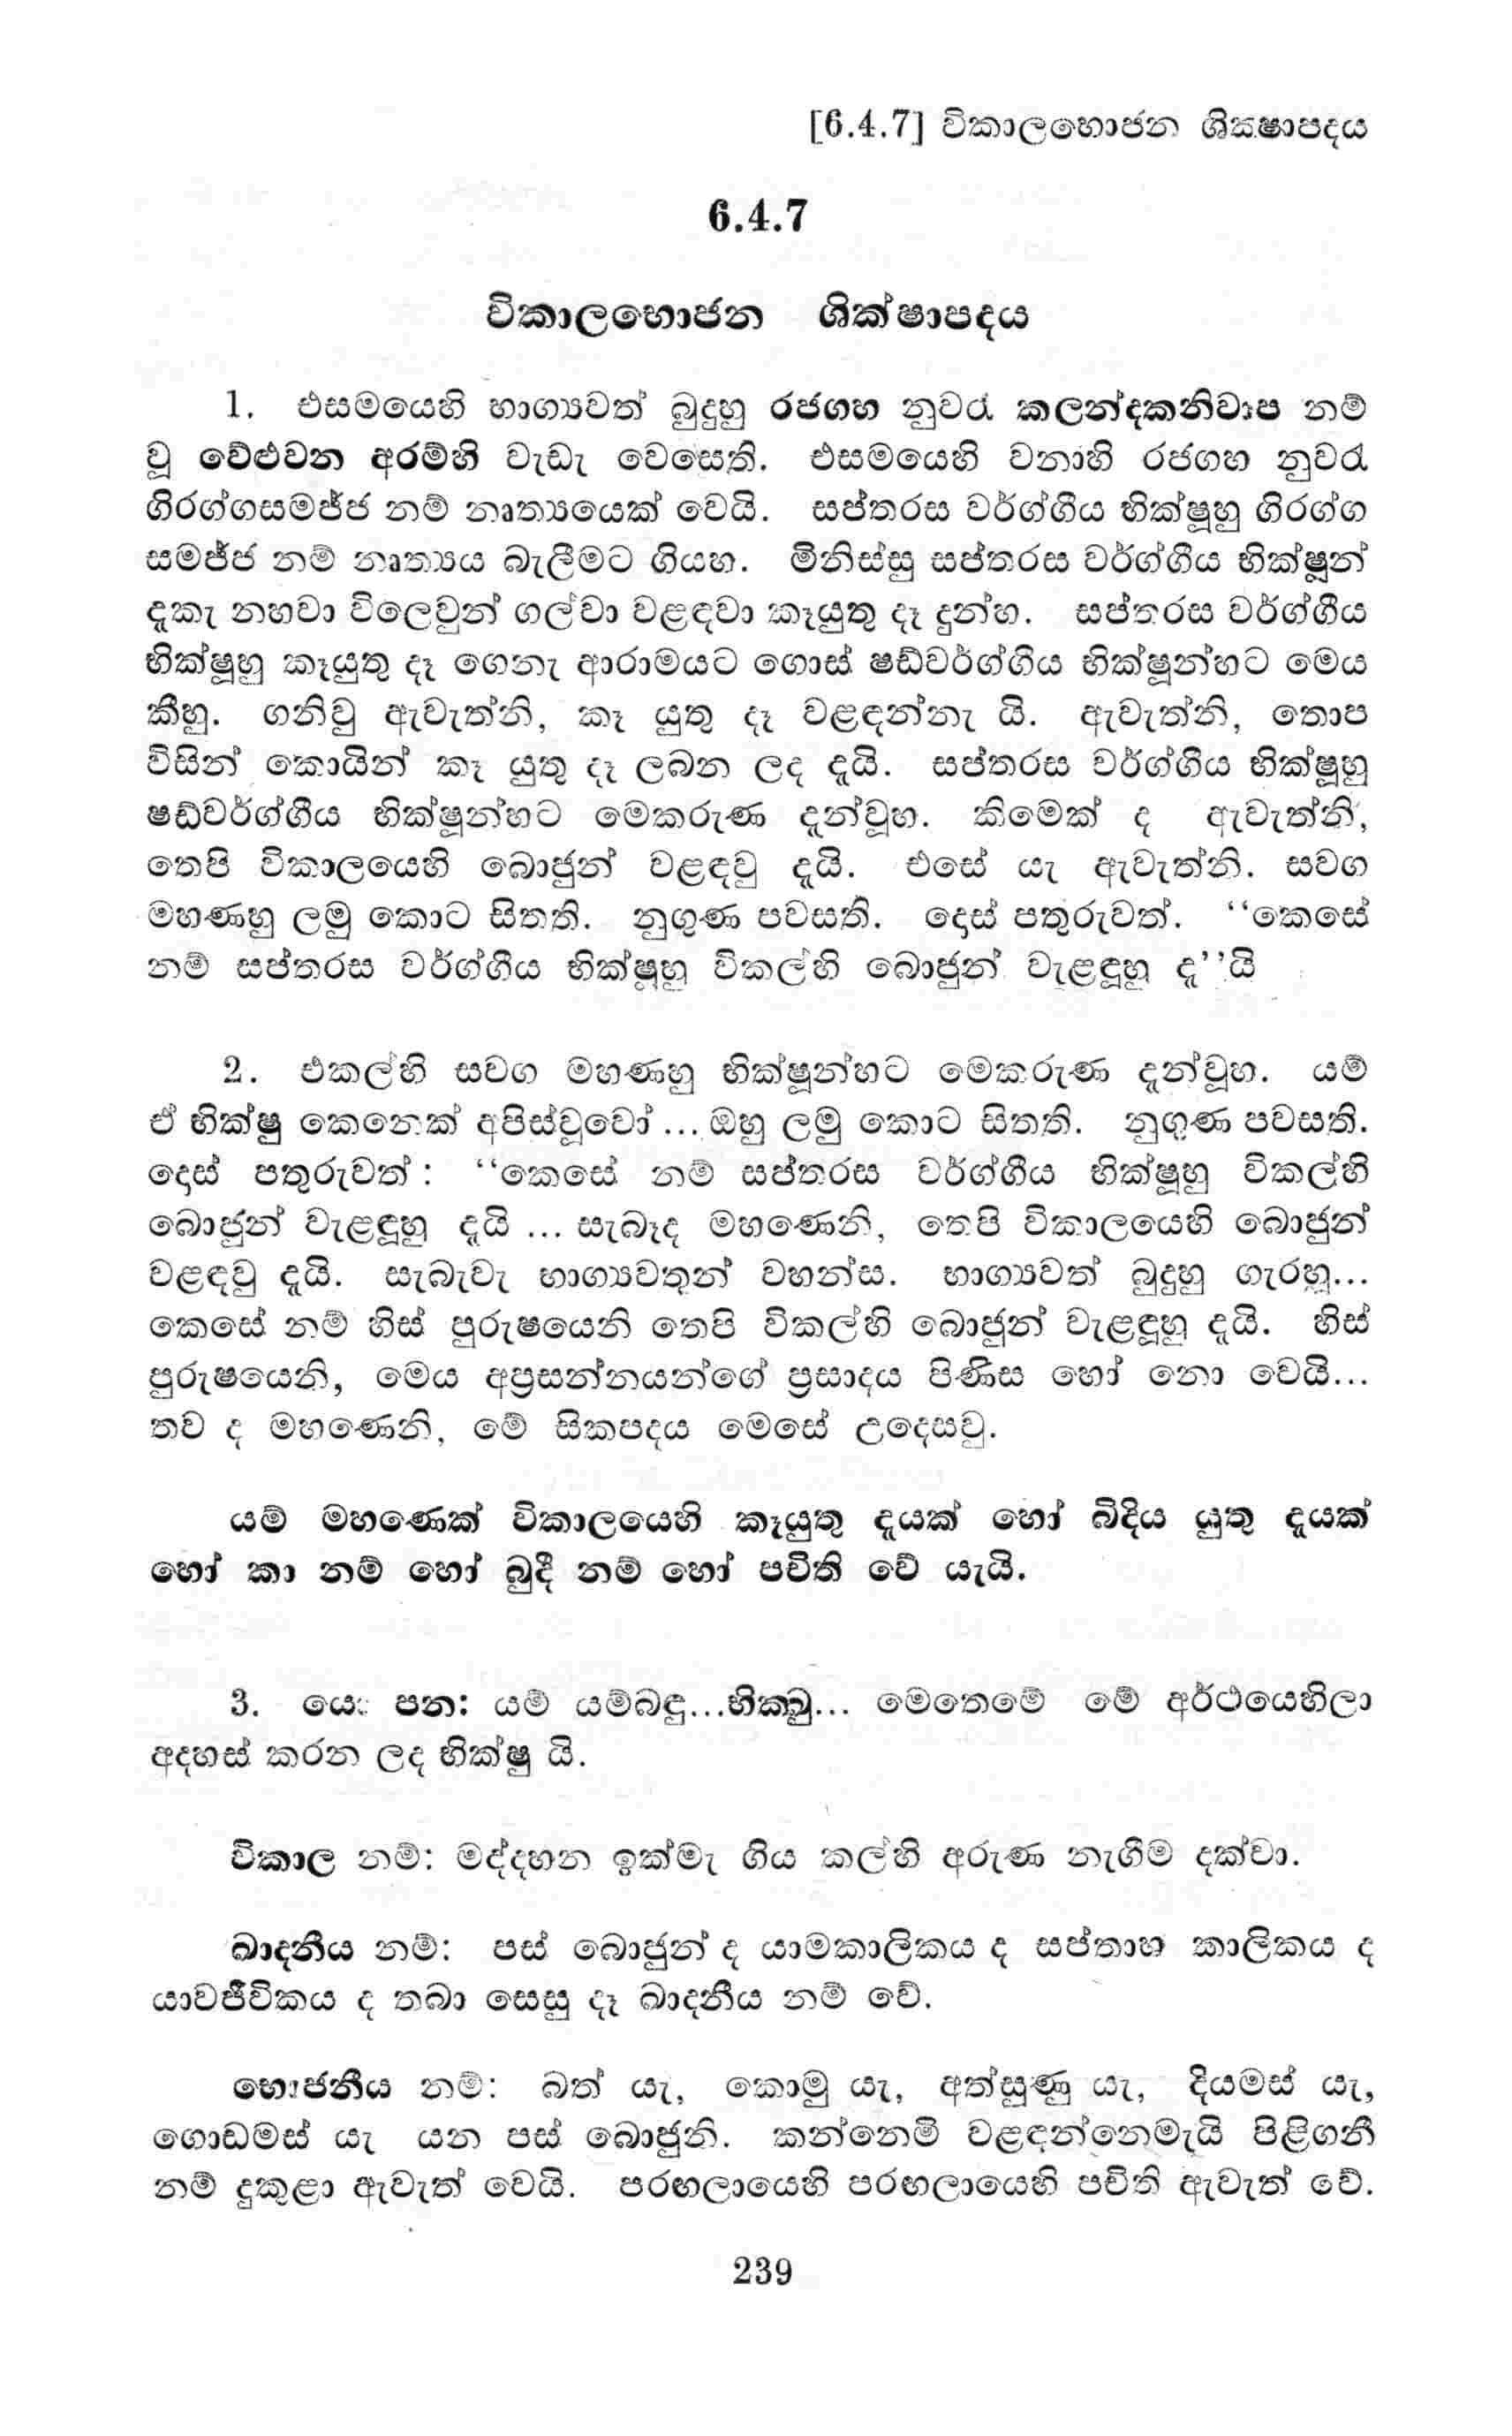 [6.4.7] විකාලභොජන ශික්ෂාපදය
6.4.7
විකාලභොජන ශික්ෂාපදය
1. එසමයෙහි භාග්‍යවත් බුදුහු රජගහ නුවරැ කලන්දකනිවාප නම්
වූ වේළුවන අරම්හි වැඩැ වෙසෙති. එසමයෙහි වනාහි රජගහ නුවරැ
ගිරග්ගසමජ්ජ නම් නෘත්‍යයෙක් වෙයි. සප්තරස වර්ග්ගීය භික්ෂූහු ගිරග්ග
සමජ්ජ නම් නෘත්‍යය බැලීමට ගියහ. මිනිස්සු සප්තරස වර්ග්ගීය භික්ෂූන්
දැකැ නහවා විලෙවුන් ගල්වා වළඳවා කෑයුතු දෑ දුන්හ. සප්තරස වර්ග්ගීය
භික්ෂූහු කෑයුතු දෑ ගෙනැ ආරාමයට ගොස් ෂඩ්වර්ග්ගීය භික්ෂූන්හට මෙය
කීහු. ගනිවු ඇවැත්නි, කෑ යුතු දෑ වළඳන්නැ යි. ඇවැත්නි, තොප
විසින් කොයින් කෑ යුතු දෑ ලබන ලද දැයි. සප්තරස වර්ග්ගීය භික්ෂූහු
ෂඩ්වර්ග්ගීය භික්ෂූන්හට මෙකරුණ දැන්වූහ. කිමෙක් ද ඇවැත්නි,
තෙපි විකාලයෙහි බොජුන් වළඳවු දැයි. එසේ යැ ඇවැත්නි. සවග
මහණහු ලමු කොට සිතති. නුගුණ පවසති. දොස් පතුරුවත්. ‘‘කෙසේ
නම් සප්තරස වර්ග්ගීය භික්ෂූහු විකල්හි බොජුන් වැළඳූහු ද’’යි
2. එකල්හි සවග මහණහු භික්ෂූන්හට මෙකරුණ දැන්වූහ. යම්
ඒ භික්ෂු කෙනෙක් අපිස්වූවෝ... ඔහු ලමු කොට සිතති. නුගුණ පවසති.
දොස් පතුරුවත් : ‘‘කෙසේ නම් සප්තරස වර්ග්ගීය භික්ෂූහු විකල්හි
බොජුන් වැළඳූහු දැයි ... සැබෑද මහණෙනි, තෙපි විකාලයෙහි බොජුන්
වළඳවු දැයි. සැබැවැ භාග්‍යවතුන් වහන්ස. භාග්‍යවත් බුදුහු ගැරහූ...
කෙසේ නම් හිස් පුරුෂයෙනි තෙපි විකල්හි බොජුන් වැළඳූහු දැයි. හිස්
පුරුෂයෙනි, මෙය අප්‍රසන්නයන්ගේ ප්‍රසාදය පිණිස හෝ නො වෙයි...
තව ද මහණෙනි, මේ සිකපදය මෙසේ උදෙසවු.
යම් මහණෙක් විකාලයෙහි කෑයුතු දැයක් හෝ බිදිය යුතු දැයක්
හෝ කා නම් හෝ බුදී නම් හෝ පචිති වේ යැයි.
3. යො පන: යම් යම්බඳු...භික්ඛු... මෙතෙමේ මේ අර්ථයෙහිලා
අදහස් කරන ලද භික්ෂු යි.
විකාල නම්: මද්දහන ඉක්මැ ගිය කල්හි අරුණ නැගීම දක්වා.
ඛාදනීය නම්: පස් බොජුන් ද යාමකාලිකය ද සප්තාහ කාලිකය ද
යාවජීවිකය ද තබා සෙසු දෑ ඛාදනීය නම් වේ.
භොජනීය නම්: බත් යැ, කොමු යැ, අත්සුණු යැ, දියමස් යැ,
ගොඩමස් යැ යන පස් බොජුනි. කන්නෙමි වළඳන්නෙමැයි පිළිගනී
නම් දුකුළා ඇවැත් වෙයි. පරගලායෙහි පරගලායෙහි පචිති ඇවැත් වේ.
239